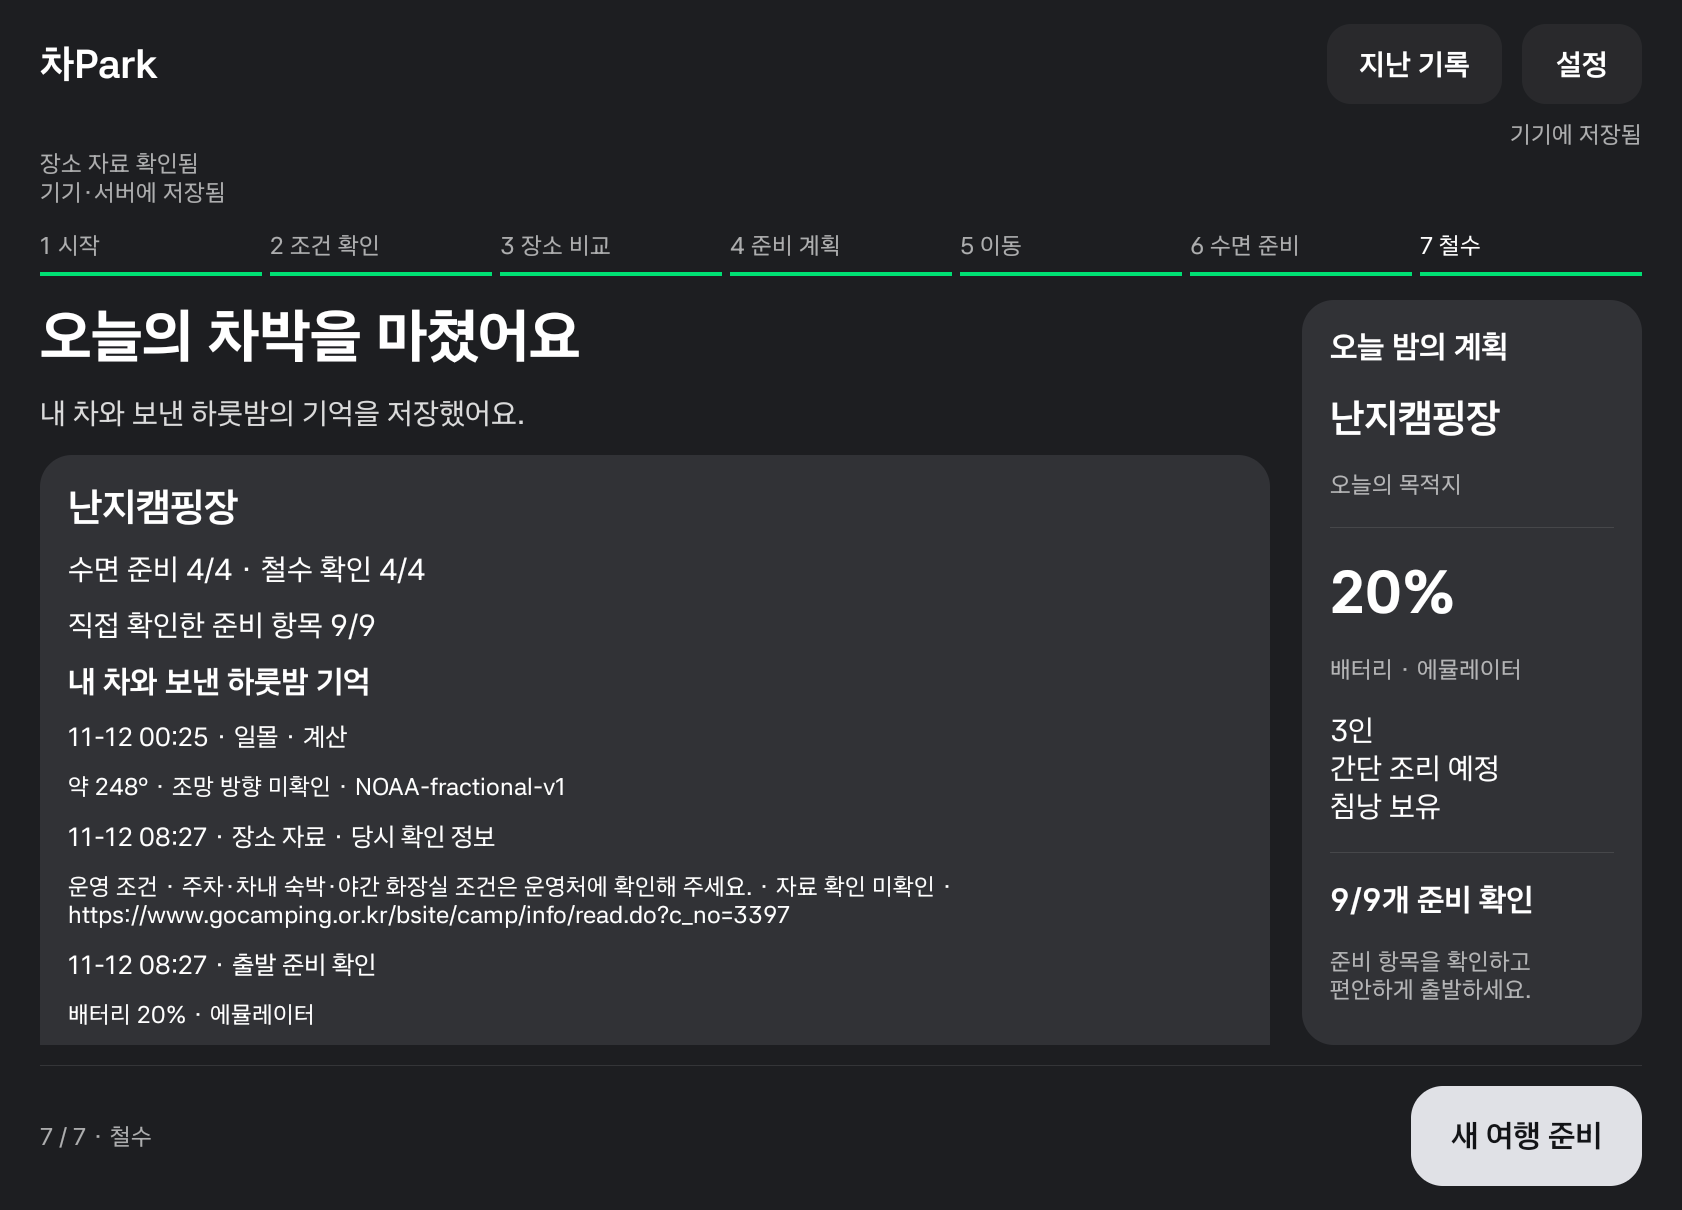 차Park
지난 기록
설정
기기에 저장됨
장소 자료 확인됨
기기·서버에 저장됨
1 시작
2 조건 확인
3 장소 비교
4 준비 계획
5 이동
6 수면 준비
7 철수
오늘의 차박을 마쳤어요
내 차와 보낸 하룻밤의 기억을 저장했어요.
난지캠핑장
수면 준비 4/4 · 철수 확인 4/4
직접 확인한 준비 항목 9/9
내 차와 보낸 하룻밤 기억
11-12 00:25 · 일몰 · 계산
약 248° · 조망 방향 미확인 · NOAA-fractional-v1
11-12 08:27 · 장소 자료 · 당시 확인 정보
운영 조건 · 주차·차내 숙박·야간 화장실 조건은 운영처에 확인해 주세요. · 자료 확인 미확인 ·
https://www.gocamping.or.kr/bsite/camp/info/read.do?c_no=3397
11-12 08:27 · 출발 준비 확인
배터리 20% · 에뮬레이터
오늘 밤의 계획
난지캠핑장
오늘의 목적지
20%
배터리 · 에뮬레이터
3인
간단 조리 예정
침낭 보유
9/9개 준비 확인
준비 항목을 확인하고
편안하게 출발하세요.
7 / 7 · 철수
새 여행 준비